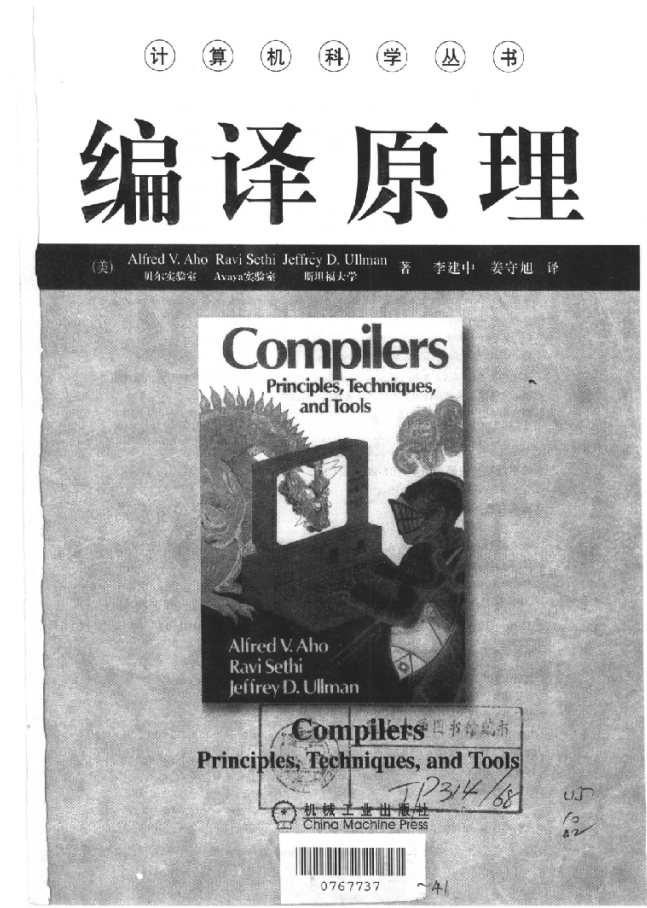 计算机科学丛书
编译原理
(美) Alfred V. Aho Ravi Sethi Jeffrey D. Ullman 著 李建中 姜守旭 译
贝尔实验室 Avaya实验室 斯坦福大学
Compilers
Principles, Techniques,
and Tools
Alfred V. Aho
Ravi Sethi
Jeffrey D. Ullman
图书馆藏书
Compilers
Principles, Techniques, and Tools
TP314/68
机械工业出版社
China Machine Press
0767737
~41